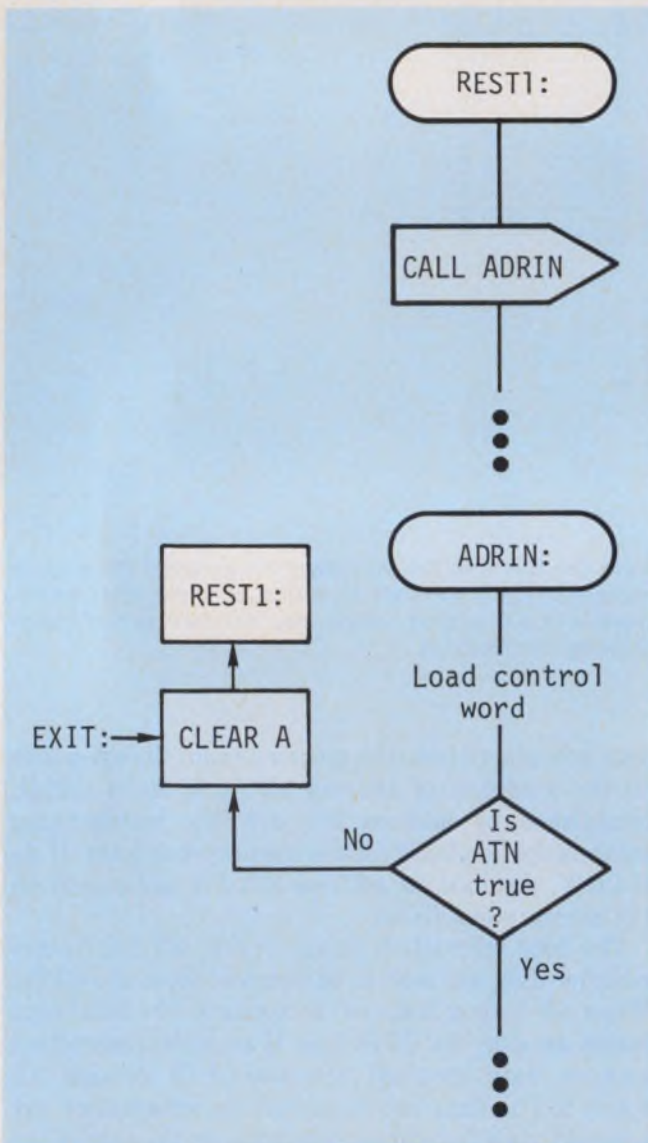 REST1:
CALL ADRIN
ADRIN:
REST1:
Load control
word
EXIT:
CLEAR A
Is
ATN
true
?
No
Yes